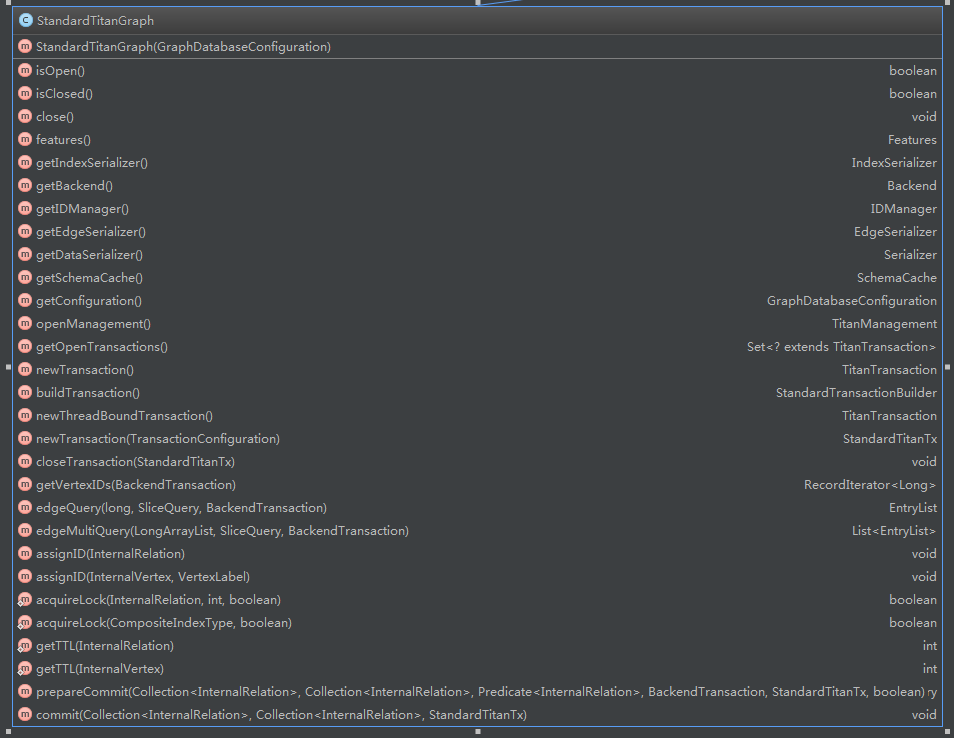 C StandardTitanGraph
m StandardTitanGraph(GraphDatabaseConfiguration)
m isOpen() boolean
m isClosed() boolean
m close() void
m features() Features
m getIndexSerializer() IndexSerializer
m getBackend() Backend
m getIDManager() IDManager
m getEdgeSerializer() EdgeSerializer
m getDataSerializer() Serializer
m getSchemaCache() SchemaCache
m getConfiguration() GraphDatabaseConfiguration
m openManagement() TitanManagement
m getOpenTransactions() Set<? extends TitanTransaction>
m newTransaction() TitanTransaction
m buildTransaction() StandardTransactionBuilder
m newThreadBoundTransaction() TitanTransaction
m newTransaction(TransactionConfiguration) StandardTitanTx
m closeTransaction(StandardTitanTx) void
m getVertexIDs(BackendTransaction) RecordIterator<Long>
m edgeQuery(long, SliceQuery, BackendTransaction) EntryList
m edgeMultiQuery(LongArrayList, SliceQuery, BackendTransaction) List<EntryList>
m assignID(InternalRelation) void
m assignID(InternalVertex, VertexLabel) void
m acquireLock(InternalRelation, int, boolean) boolean
m acquireLock(CompositeIndexType, boolean) boolean
m getTTL(InternalRelation) int
m getTTL(InternalVertex) int
m prepareCommit(Collection<InternalRelation>, Collection<InternalRelation>, Predicate<InternalRelation>, BackendTransaction, StandardTitanTx, boolean) ry
m commit(Collection<InternalRelation>, Collection<InternalRelation>, StandardTitanTx) void